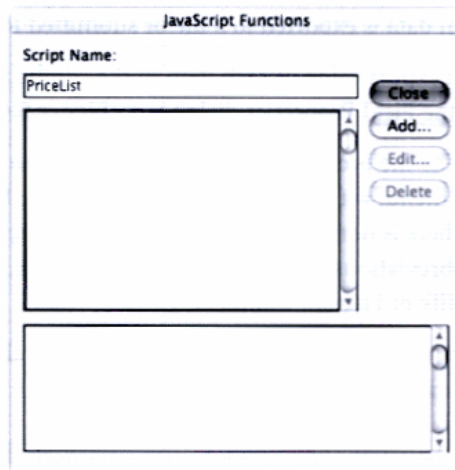 JavaScript Functions
Script Name:
PriceList
Close
Add...
Edit...
Delete